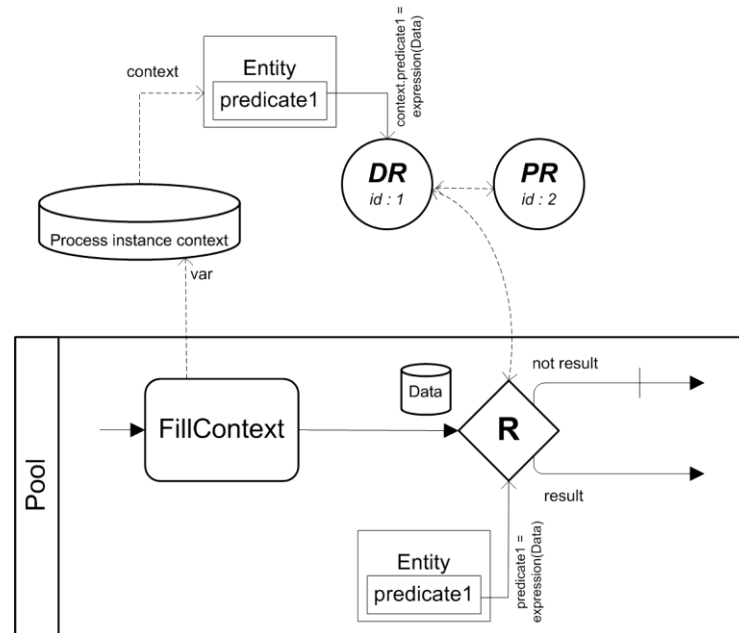 context.predicate1 =
expression(Data)
Entity
predicate1
context
DR
id : 1
PR
id : 2
Process instance context
var
not result
Data
FillContext
R
result
Pool
Entity
predicate1
predicate1 =
expression(Data)